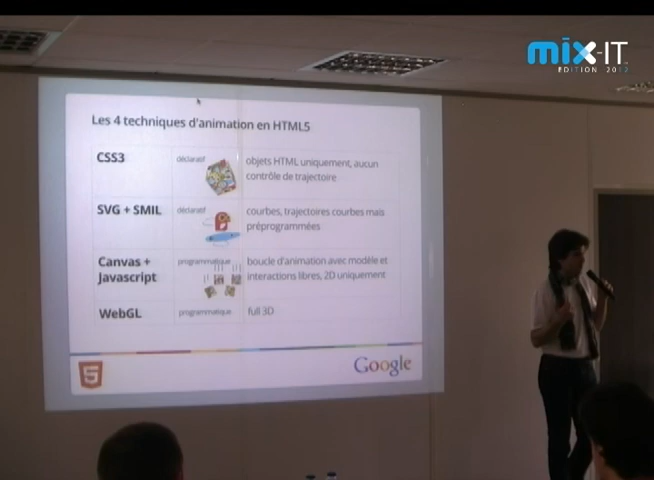 mix-IT
EDITION 2012
Les 4 techniques d'animation en HTML5
CSS3
déclaratif
objets HTML uniquement, aucun
contrôle de trajectoire
SVG + SMIL
déclaratif
courbes, trajectoires courbes mais
préprogrammées
Canvas +
Javascript
programmatique
boucle d'animation avec modèle et
interactions libres, 2D uniquement
WebGL
programmatique
full 3D
5
Google